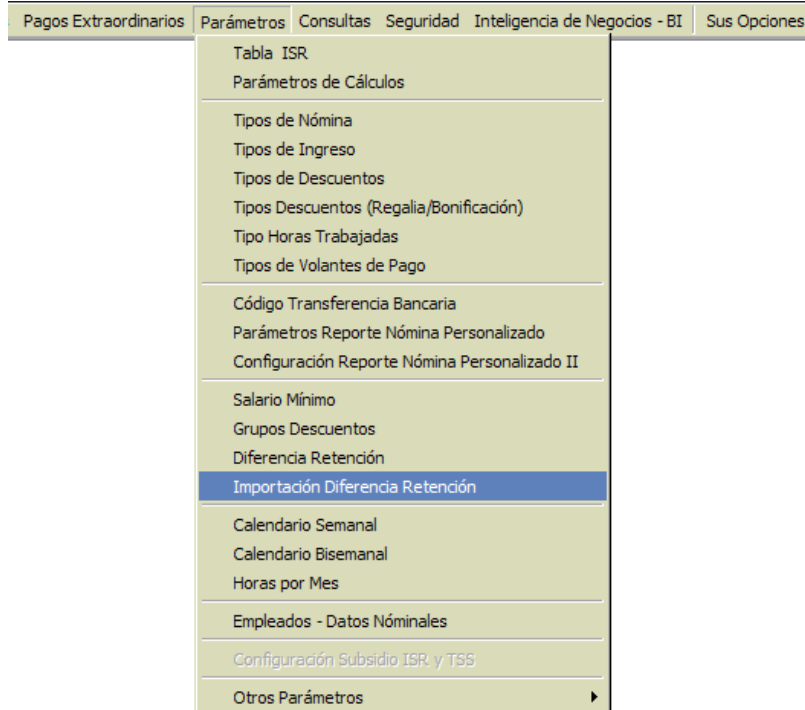 Pagos Extraordinarios Parámetros Consultas Seguridad Inteligencia de Negocios - BI Sus Opciones
Tabla ISR
Parámetros de Cálculos
Tipos de Nómina
Tipos de Ingreso
Tipos de Descuentos
Tipos Descuentos (Regalia/Bonificación)
Tipo Horas Trabajadas
Tipos de Volantes de Pago
Código Transferencia Bancaria
Parámetros Reporte Nómina Personalizado
Configuración Reporte Nómina Personalizado II
Salario Mínimo
Grupos Descuentos
Diferencia Retención
Importación Diferencia Retención
Calendario Semanal
Calendario Bisemanal
Horas por Mes
Empleados - Datos Nóminales
Configuración Subsidio ISR y TSS
Otros Parámetros